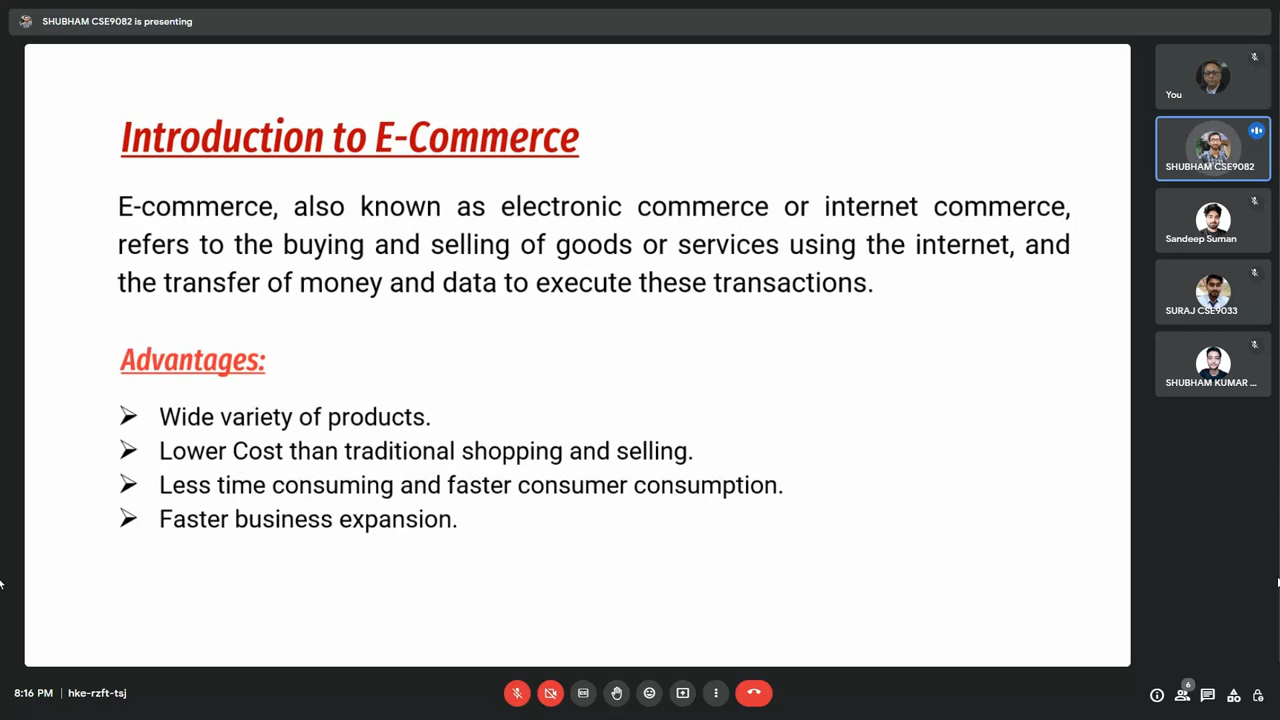 SHUBHAM CSE9082 is presenting
Introduction to E-Commerce
E-commerce, also known as electronic commerce or internet commerce,
refers to the buying and selling of goods or services using the internet, and
the transfer of money and data to execute these transactions.
Advantages:
Wide variety of products.
Lower Cost than traditional shopping and selling.
Less time consuming and faster consumer consumption.
Faster business expansion.
You
SHUBHAM CSE9082
Sandeep Suman
SURAJ CSE9033
SHUBHAM KUMAR ...
8:16 PM | hke-rzft-tsj
6